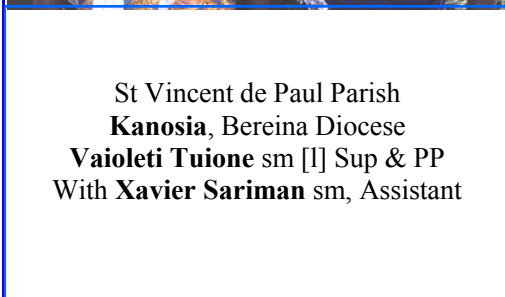 St Vincent de Paul Parish
Kanosia, Bereina Diocese
Vaioleti Tuione sm [l] Sup & PP
With Xavier Sariman sm, Assistant